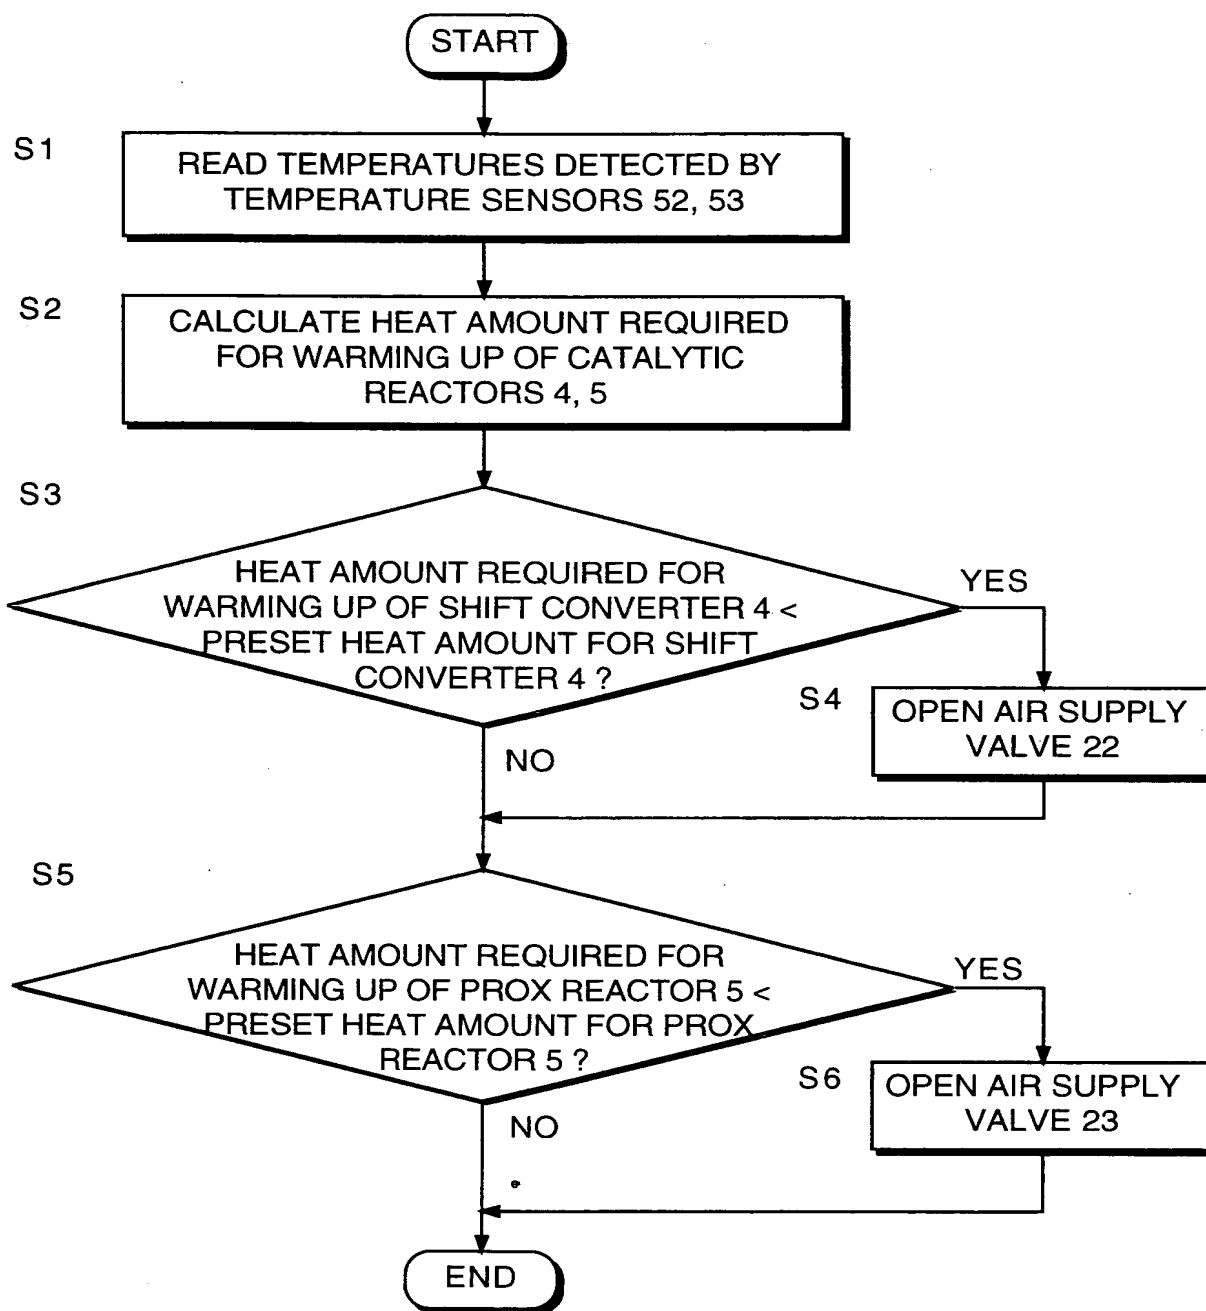 START
S1
READ TEMPERATURES DETECTED BY
TEMPERATURE SENSORS 52, 53
S2
CALCULATE HEAT AMOUNT REQUIRED
FOR WARMING UP OF CATALYTIC
REACTORS 4, 5
S3
HEAT AMOUNT REQUIRED FOR
WARMING UP OF SHIFT CONVERTER 4 <
PRESET HEAT AMOUNT FOR SHIFT
CONVERTER 4 ?
YES
S4
OPEN AIR SUPPLY
VALVE 22
NO
S5
HEAT AMOUNT REQUIRED FOR
WARMING UP OF PROX REACTOR 5 <
PRESET HEAT AMOUNT FOR PROX
REACTOR 5 ?
YES
S6
OPEN AIR SUPPLY
VALVE 23
NO
END